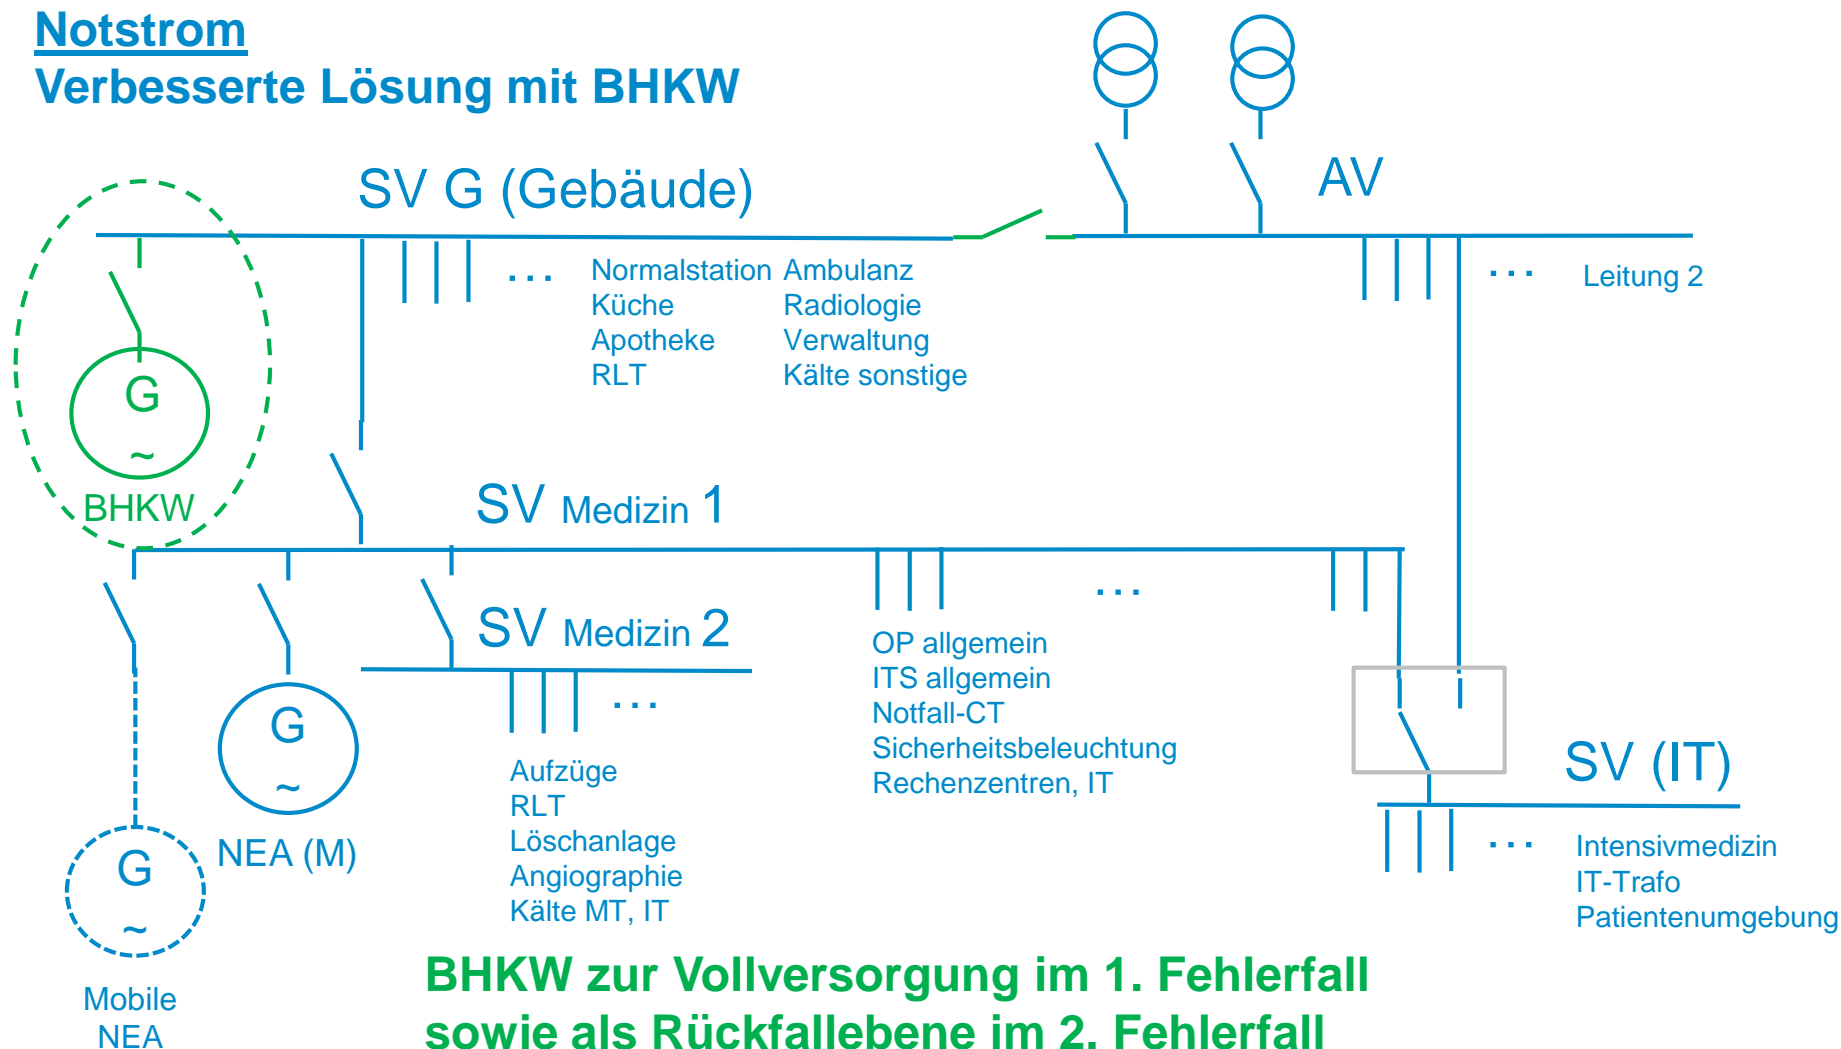 Notstrom
Verbesserte Lösung mit BHKW
SV G (Gebäude)
AV
Normalstation Ambulanz
Küche Radiologie
Apotheke Verwaltung
RLT Kälte sonstige
...
...
Leitung 2
G
~
BHKW
SV Medizin 1
...
SV Medizin 2
...
OP allgemein
ITS allgemein
Notfall-CT
Sicherheitsbeleuchtung
Rechenzentren, IT
G
~
NEA (M)
Aufzüge
RLT
Löschanlage
Angiographie
Kälte MT, IT
SV (IT)
...
Intensivmedizin
IT-Trafo
Patientenumgebung
G
~
Mobile
NEA
BHKW zur Vollversorgung im 1. Fehlerfall
sowie als Rückfallebene im 2. Fehlerfall